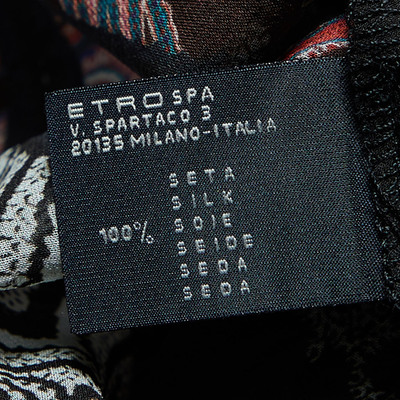 ETRO SPA
V. SPARTACO 3
20135 MILANO-ITALIA
SETA
SILK
100% SOIE
SEIDE
SEDA
SEDA